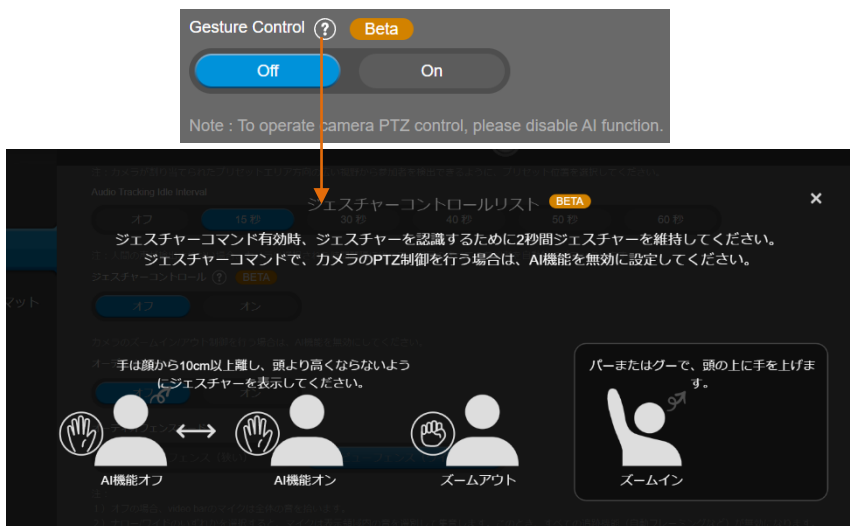 Gesture Control ? Beta
Off On
Note : To operate camera PTZ control, please disable AI function.
Audio Tracking Idle Interval
オフ 15 秒 30 秒 40 秒 50 秒 60 秒
ジェスチャーコントロールリスト BETA ×
ジェスチャーコマンド有効時、ジェスチャーを認識するために2秒間ジェスチャーを維持してください。
ジェスチャーコマンドで、カメラのPTZ制御を行う場合は、AI機能を無効に設定してください。
ジェスチャーコントロール ? BETA
マット
オフ オン
手は顔から10cm以上離し、頭より高くならないよう
にジェスチャーを表示してください。
パーまたはグーで、頭の上に手を上げま
す。
AI機能オフ AI機能オン ズームアウト ズームイン